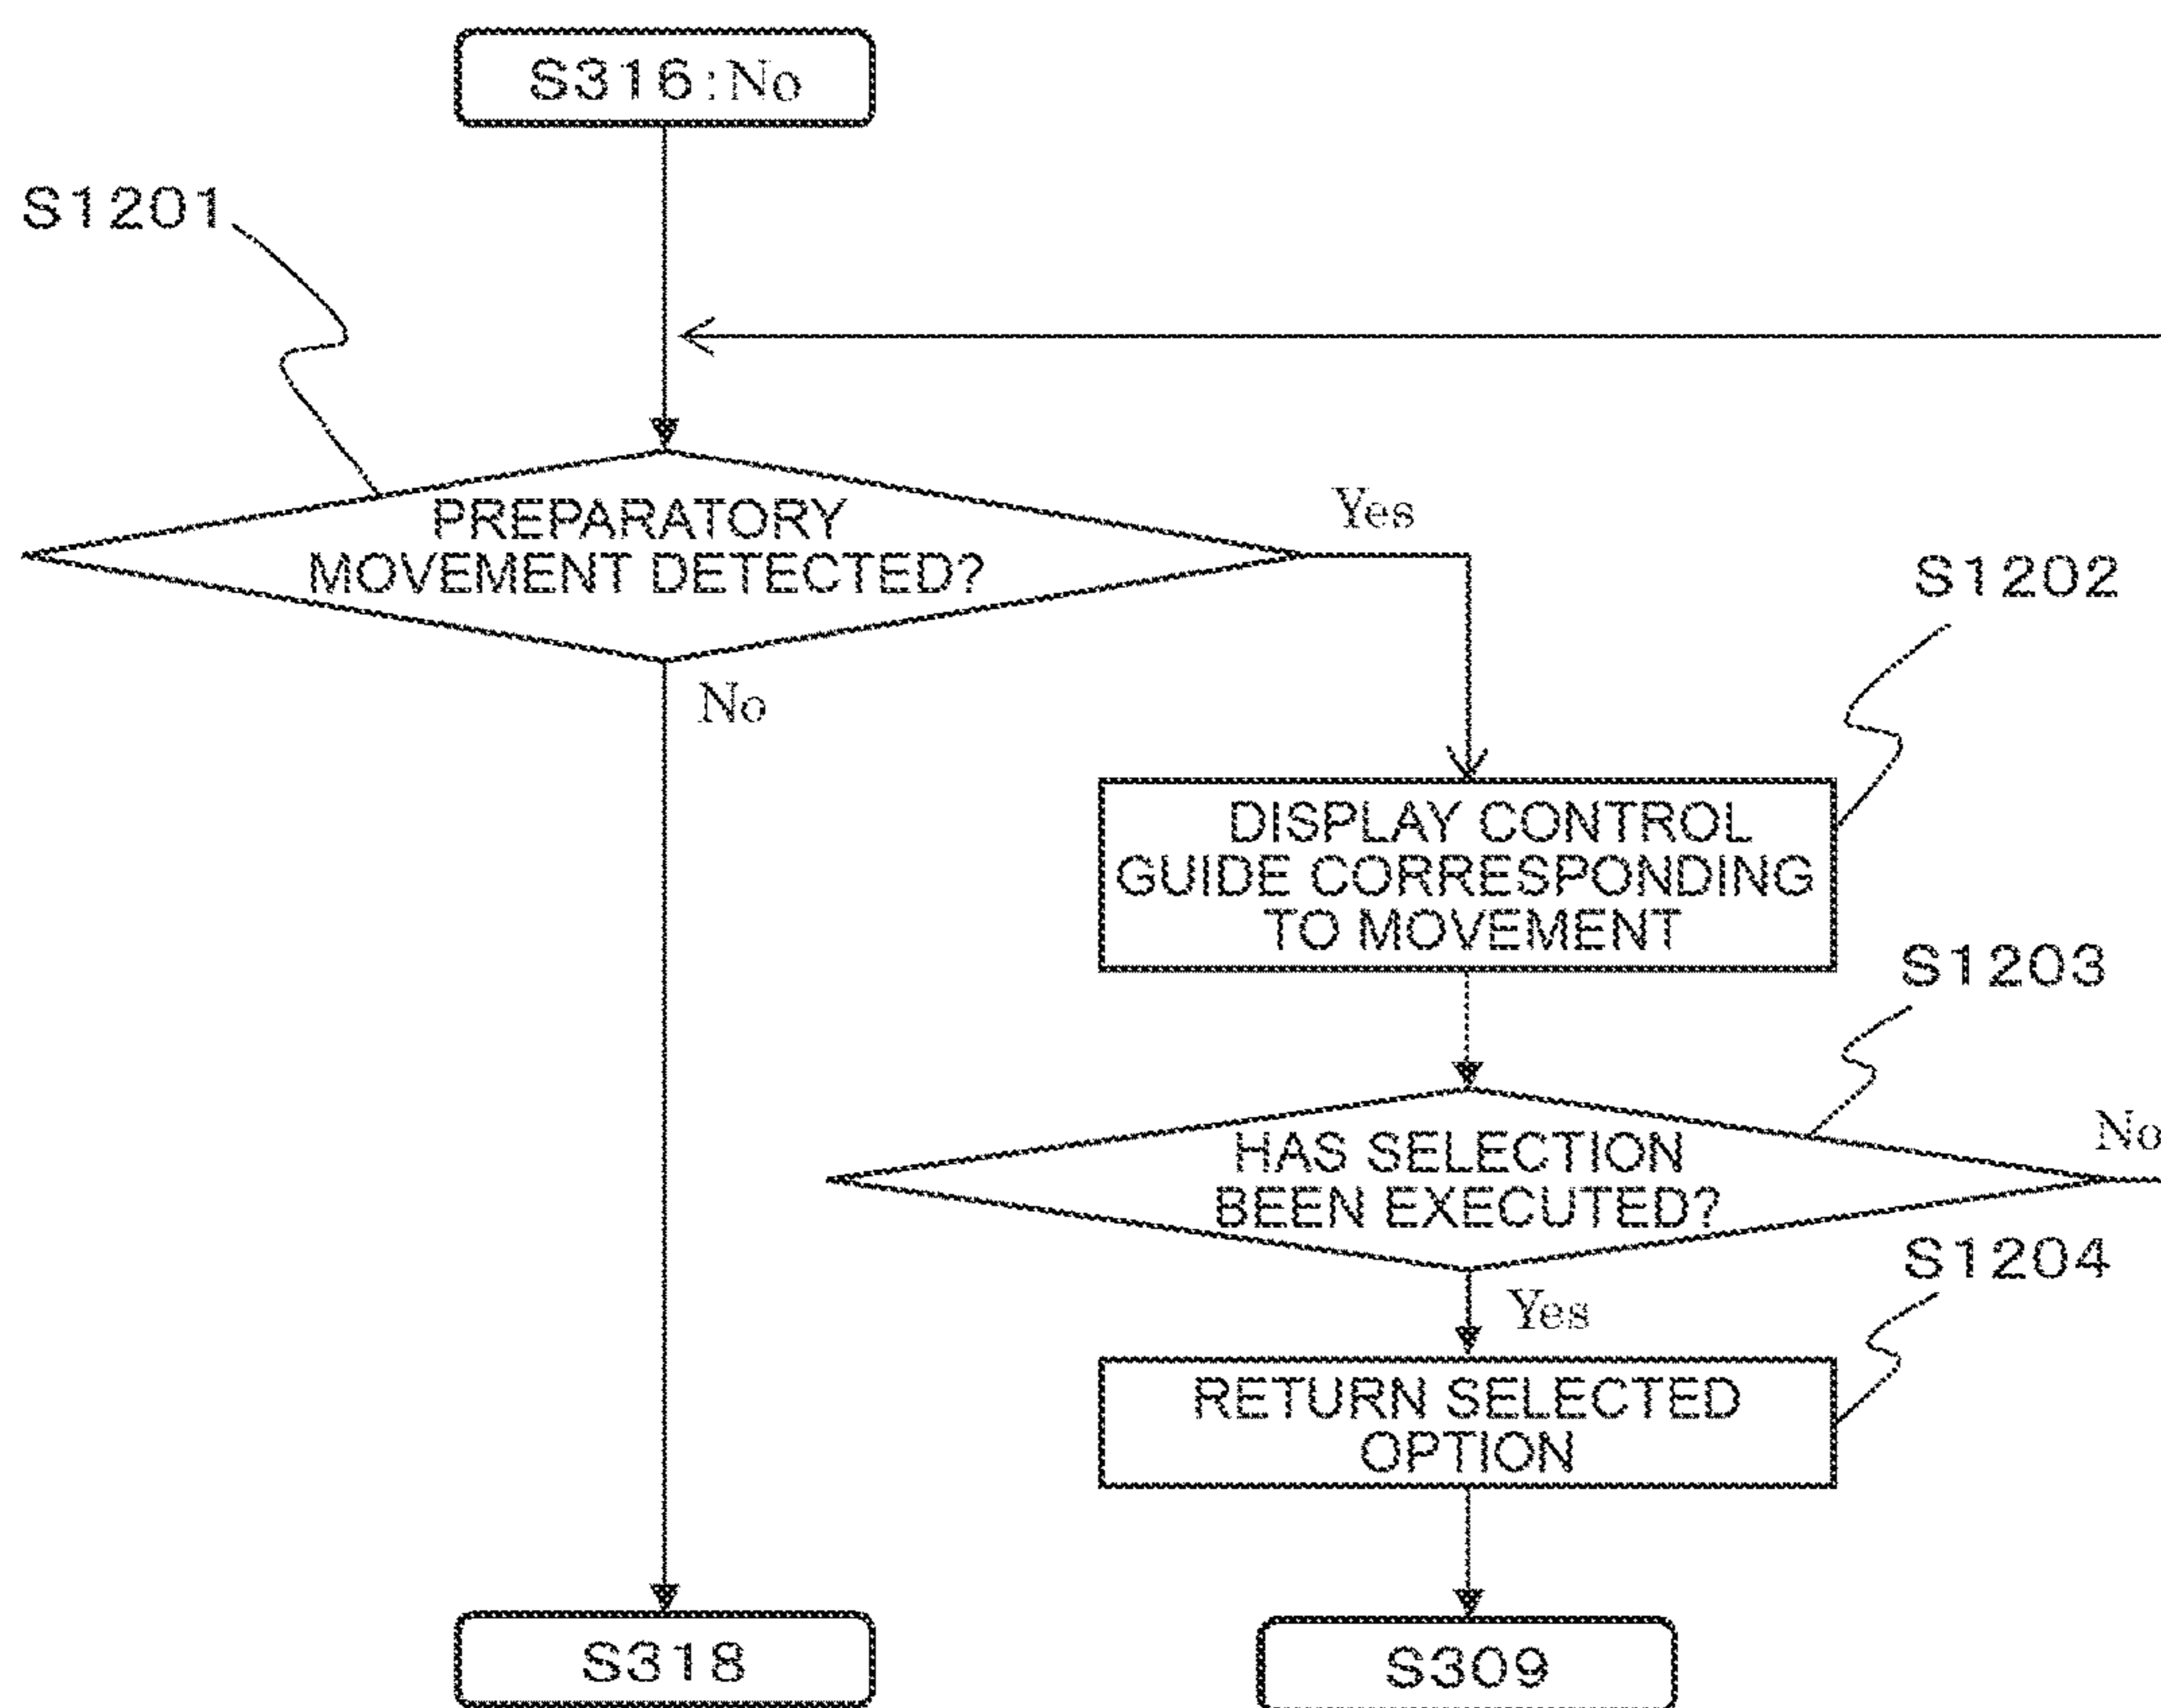 S316:No
S1201
PREPARATORY
MOVEMENT DETECTED?
Yes
No
S1202
DISPLAY CONTROL
GUIDE CORRESPONDING
TO MOVEMENT
S1203
HAS SELECTION
BEEN EXECUTED?
No
Yes
S1204
RETURN SELECTED
OPTION
S318
S309